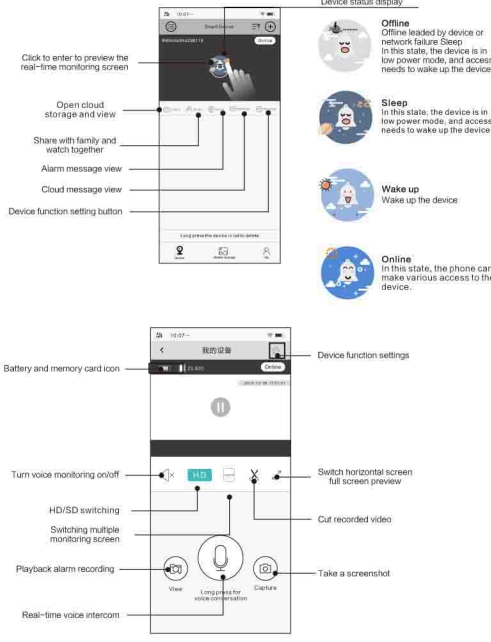 Device status display
10:07
Smart Device
Online
Click to enter to preview the
real-time monitoring screen
Open cloud
storage and view
Share with family and
watch together
Alarm message view
Cloud message view
Device function setting button
Long press the device is list to delete
Offline
Offline leaded by device or
network failure Sleep
In this state, the device is in
low power mode, and access
needs to wake up the device
Sleep
In this state, the device is in
low power mode, and access
needs to wake up the device
Wake up
Wake up the device
Online
In this state, the phone can
make various access to the
device.
10:07
我的设备
Device function settings
Battery and memory card icon
Online
Turn voice monitoring on/off
H.D.
Switch horizontal screen
full screen preview
HD/SD switching
Cut recorded video
Switching multiple
monitoring screen
Playback alarm recording
View
Long press for
voice conversation
Capture
Take a screenshot
Real-time voice intercom